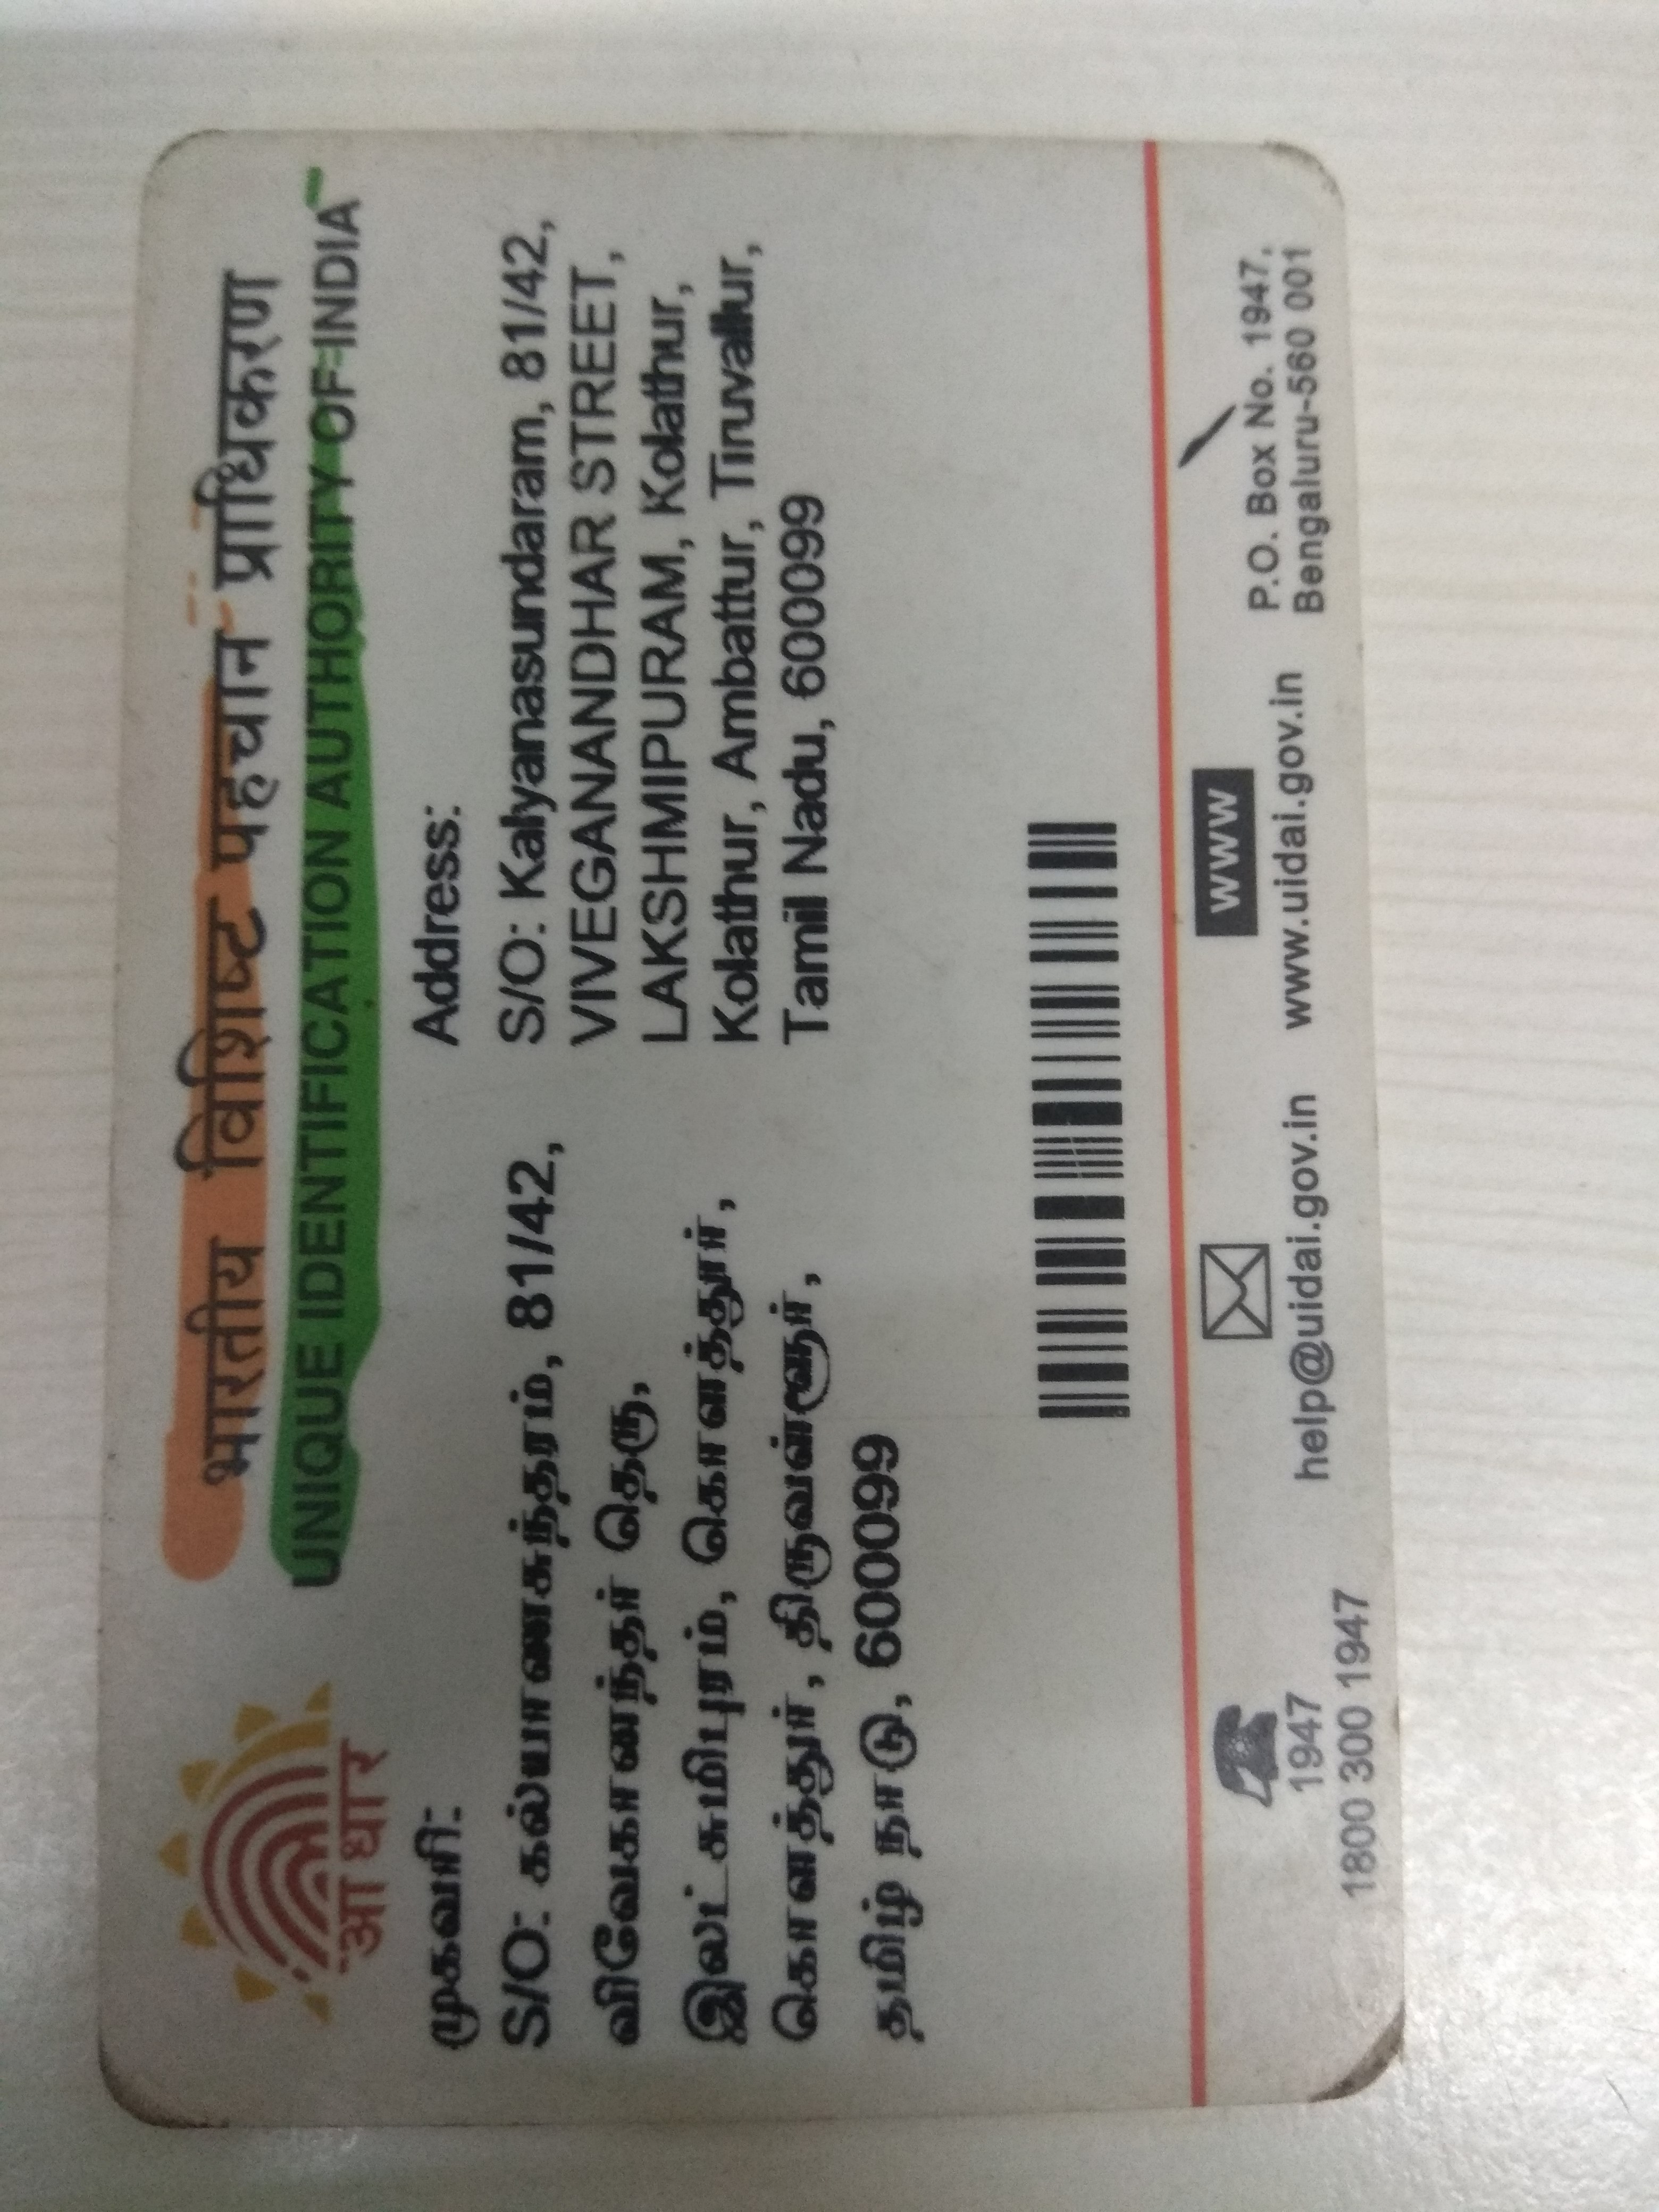 भारतीय विशिष्ट पहचान प्राधिकरण
UNIQUE IDENTIFICATION AUTHORITY OF INDIA
आधार
முகவரி:
S/O: கல்யாணசுந்தரம், 81/42,
விவேகானந்தர் தெரு,
இலட்சுமிபுரம், கொளத்தூர்,
கொளத்தூர், திருவள்ளூர்,
தமிழ் நாடு, 600099
Address:
S/O: Kalyanasundaram, 81/42,
VIVEGANANDHAR STREET,
LAKSHMIPURAM, Kolathur,
Kolathur, Ambattur, Tiruvallur,
Tamil Nadu, 600099
1947
1800 300 1947
help@uidai.gov.in
WWW
www.uidai.gov.in
P.O. Box No. 1947,
Bengaluru-560 001